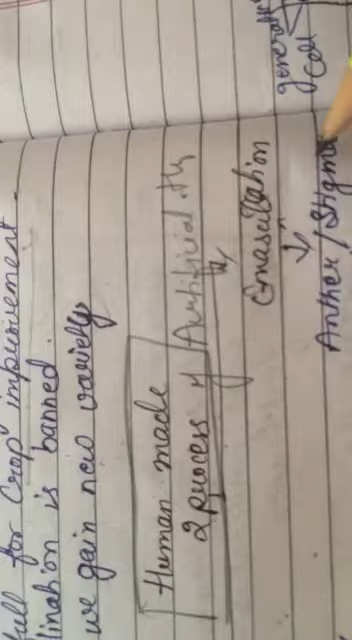 full for Crop improvement
lination is banned.
we gain new variety
Human made
2 process of Artificial Hy
Emasculation
Anther / Stigma
generative
Cell